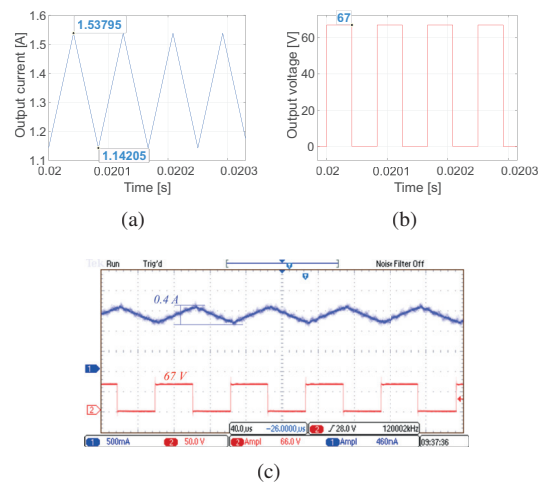 1.6
1.5
1.4
1.3
1.2
1.1
Output current [A]
1.53795
1.14205
0.02
0.0201
0.0202
0.0203
Time [s]
(a)
60
40
20
0
Output voltage [V]
67
0.02
0.0201
0.0202
0.0203
Time [s]
(b)
Tek Run Trig'd Noise Filter Off
0.4 A
1
67 V
2
40.0µs -26.0000µs 2 28.0 V 120002kHz
1 500mA 2 50.0 V 2 Ampl 66.0 V 1 Ampl 460mA 09:37:36
(c)